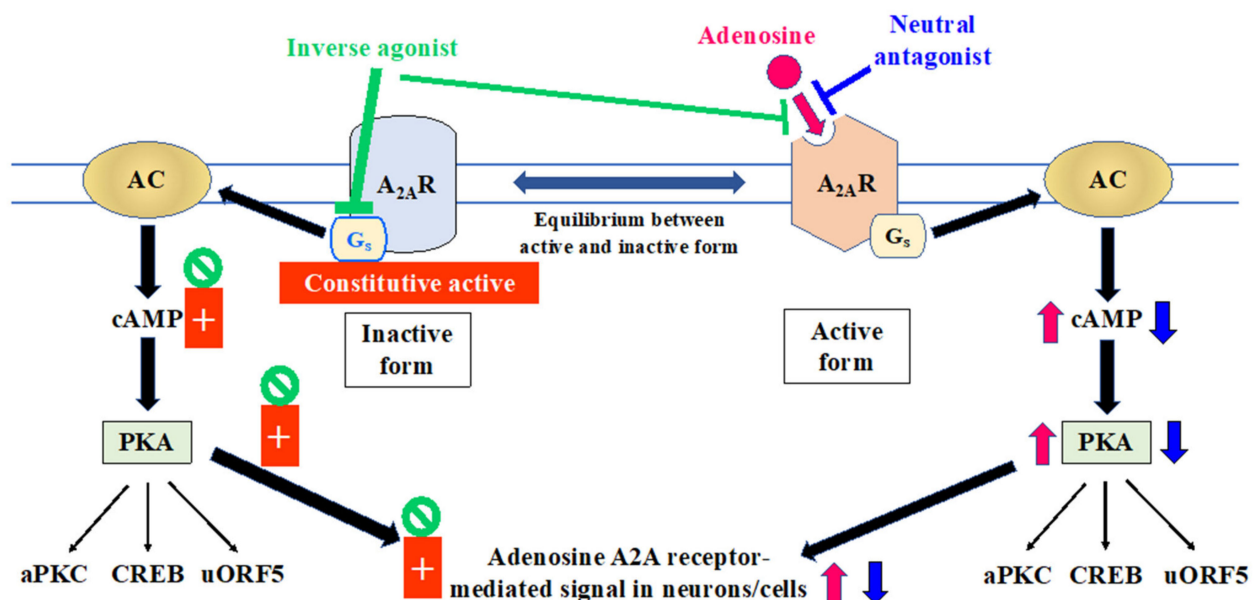 Inverse agonist
Adenosine
Neutral
antagonist
AC
A2AR
A2AR
AC
Equilibrium between
active and inactive form
Gs
Gs
Constitutive active
cAMP
+
Inactive
form
Active
form
cAMP
+
PKA
PKA
+
Adenosine A2A receptor-
mediated signal in neurons/cells
aPKC
CREB
uORF5
aPKC
CREB
uORF5